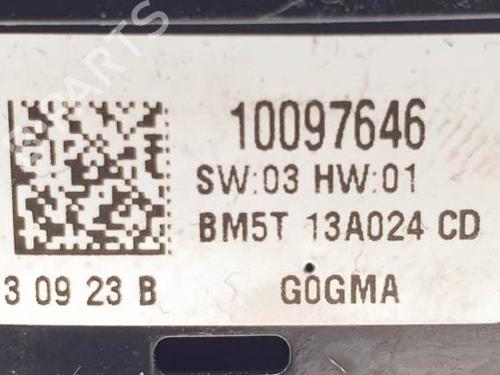 10097646
SW:03 HW:01
BM5T 13A024 CD
3 09 23 B GOGMA